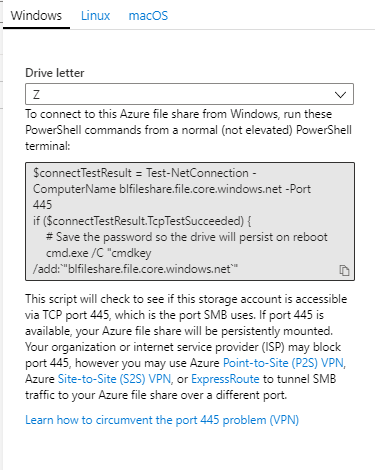 Windows Linux macOS
Drive letter
Z
To connect to this Azure file share from Windows, run these
PowerShell commands from a normal (not elevated) PowerShell
terminal:
$connectTestResult = Test-NetConnection -
ComputerName blfileshare.file.core.windows.net -Port
445
if ($connectTestResult.TcpTestSucceeded) {
# Save the password so the drive will persist on reboot
cmd.exe /C "cmdkey
/add:`"blfileshare.file.core.windows.net`"
This script will check to see if this storage account is accessible
via TCP port 445, which is the port SMB uses. If port 445 is
available, your Azure file share will be persistently mounted.
Your organization or internet service provider (ISP) may block
port 445, however you may use Azure Point-to-Site (P2S) VPN,
Azure Site-to-Site (S2S) VPN, or ExpressRoute to tunnel SMB
traffic to your Azure file share over a different port.
Learn how to circumvent the port 445 problem (VPN)